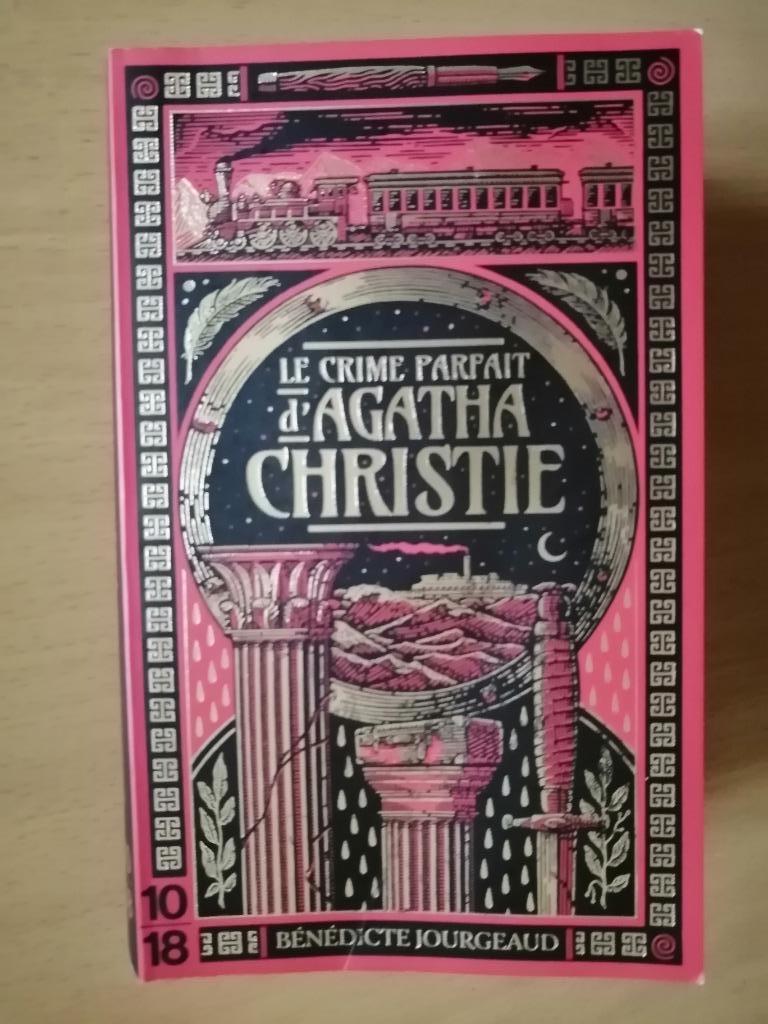 LE CRIME PARFAIT
d'AGATHA
CHRISTIE
10
18
BÉNÉDICTE JOURGEAUD